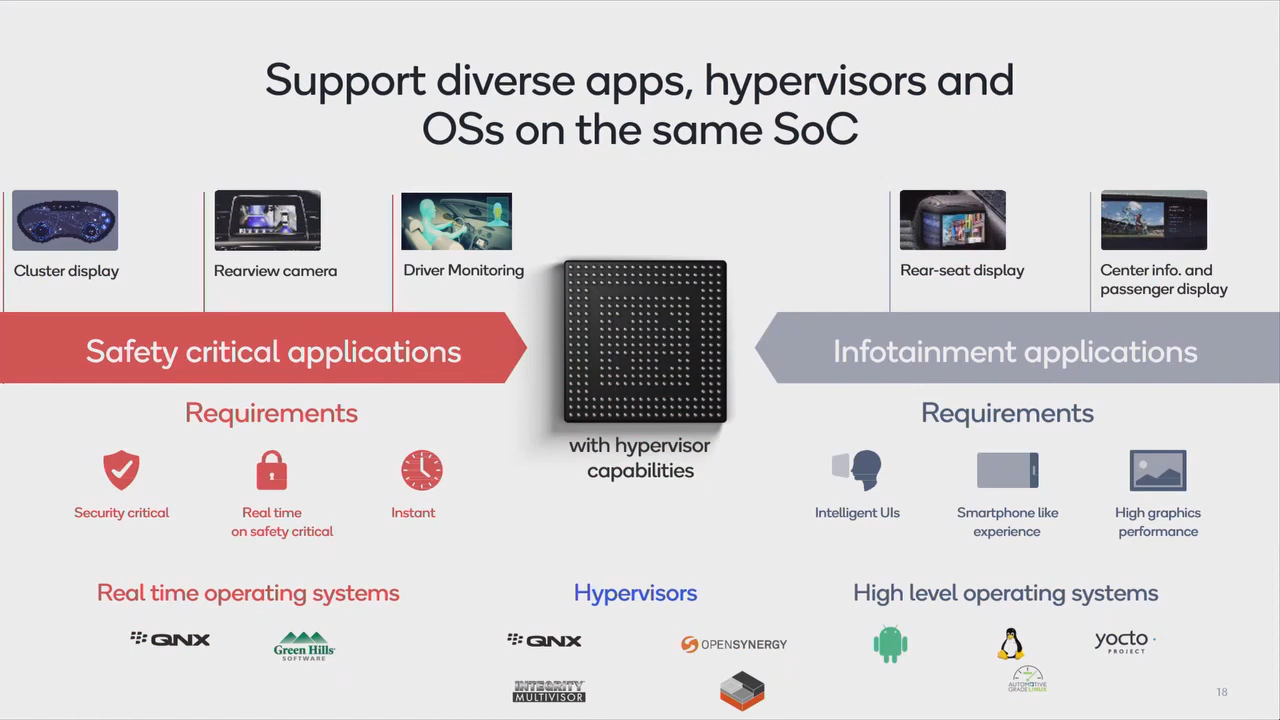 Support diverse apps, hypervisors and
OSs on the same SoC
Cluster display
Rearview camera
Driver Monitoring
Rear-seat display
Center info. and
passenger display
Safety critical applications
Infotainment applications
Requirements
Security critical
Real time
on safety critical
Instant
with hypervisor
capabilities
Requirements
Intelligent UIs
Smartphone like
experience
High graphics
performance
Real time operating systems
QNX
Green Hills
SOFTWARE
Hypervisors
QNX
OPENSYNERGY
INTEGRITY
MULTIVISOR
High level operating systems
yocto
PROJECT
AUTOMOTIVE
GRADELINUX
18